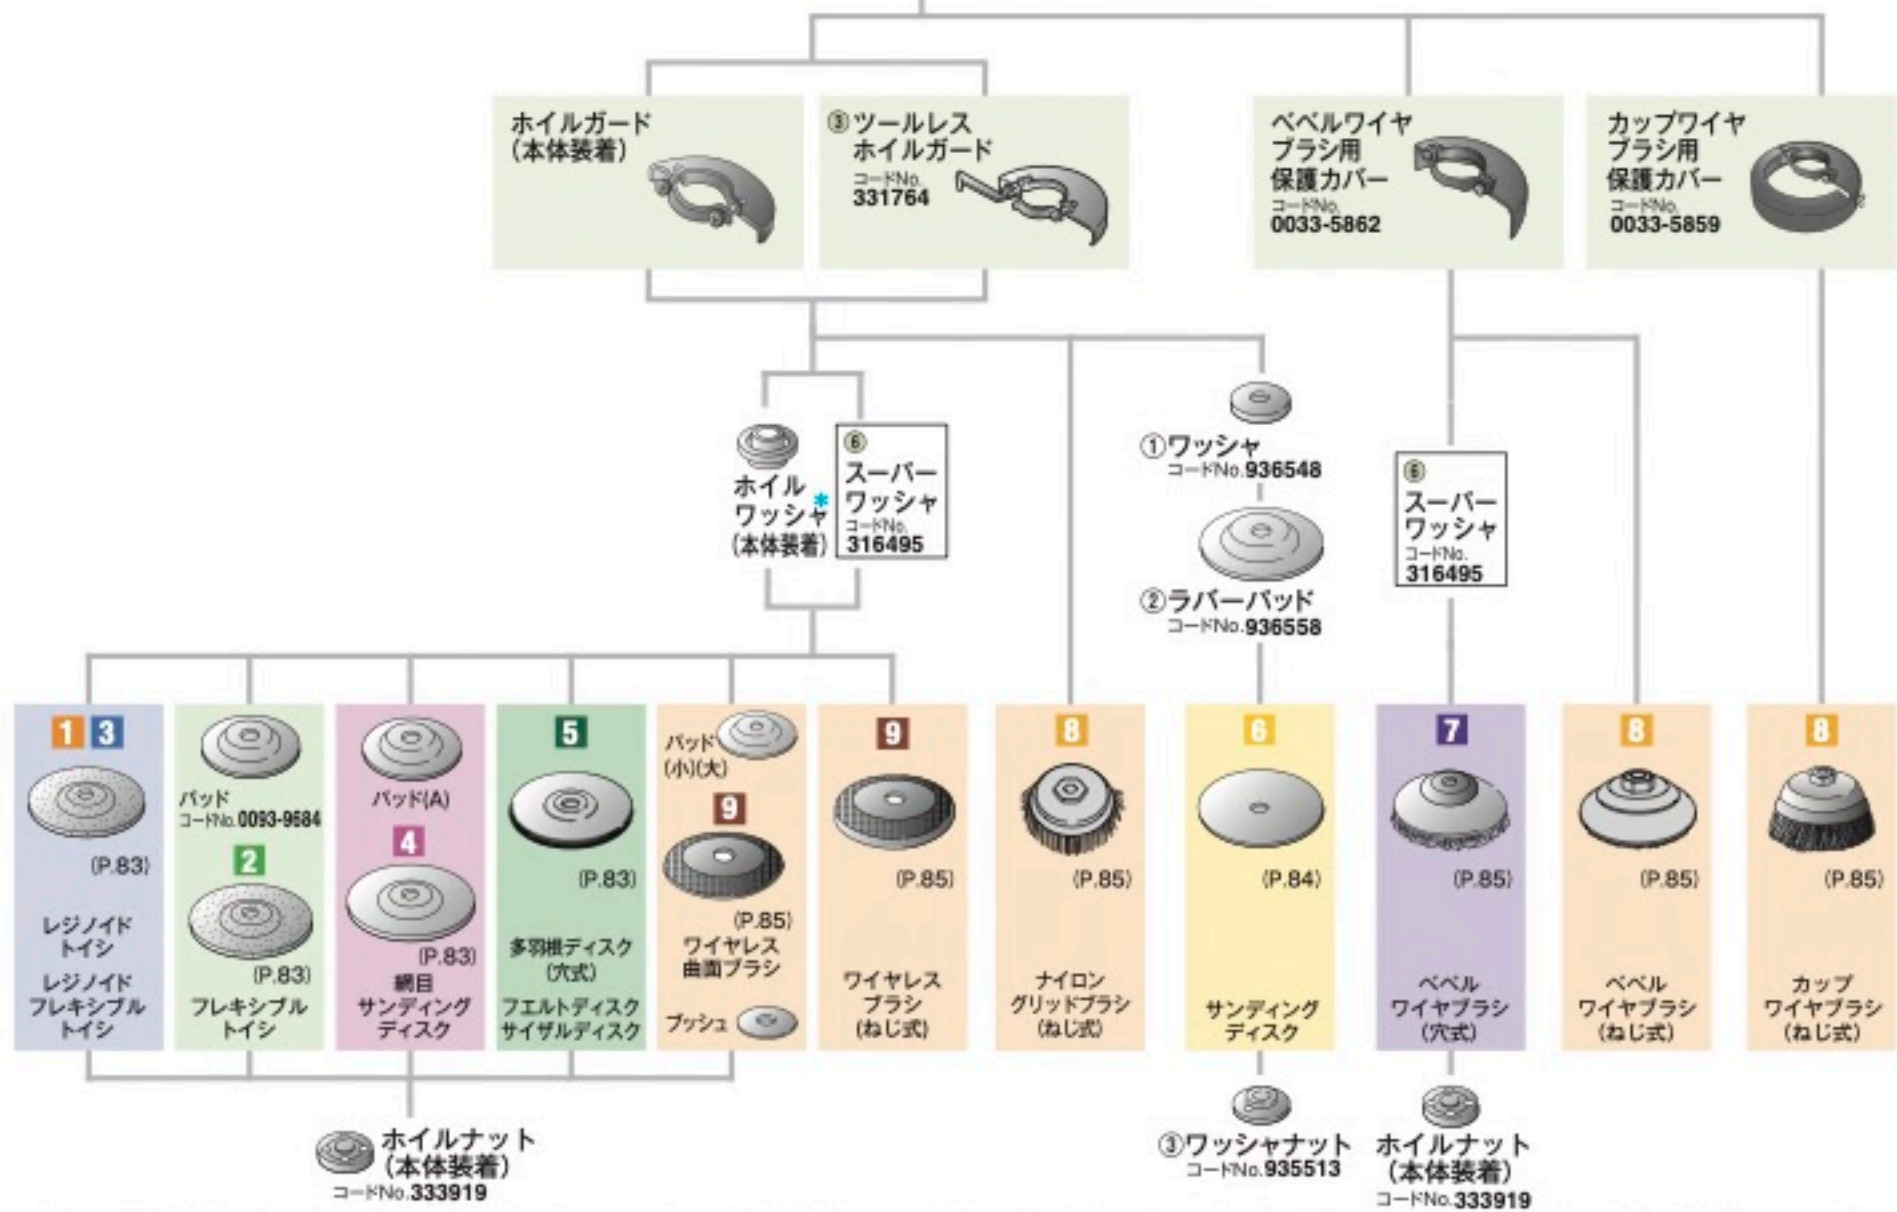 ホイルガード
(本体装着)
③ツールレス
ホイルガード
コードNo.
331764
ベベルワイヤ
ブラシ用
保護カバー
コードNo.
0033-5862
カップワイヤ
ブラシ用
保護カバー
コードNo.
0033-5859
ホイル
ワッシャ*
(本体装着)
⑥
スーパー
ワッシャ
コードNo.
316495
①ワッシャ
コードNo.936548
②ラバーパッド
コードNo.936558
⑥
スーパー
ワッシャ
コードNo.
316495
1 3
(P.83)
レジノイド
トイシ
レジノイド
フレキシブル
トイシ
パッド
コードNo.0093-9684
2
(P.83)
フレキシブル
トイシ
パッド(A)
4
(P.83)
網目
サンディング
ディスク
5
(P.83)
多羽根ディスク
(穴式)
フエルトディスク
サイザルディスク
パッド
(小)(大)
9
(P.85)
ワイヤレス
曲面ブラシ
ブッシュ
9
(P.85)
ワイヤレス
ブラシ
(ねじ式)
8
(P.85)
ナイロン
グリッドブラシ
(ねじ式)
6
(P.84)
サンディング
ディスク
7
(P.85)
ベベル
ワイヤブラシ
(穴式)
8
(P.85)
ベベル
ワイヤブラシ
(ねじ式)
8
(P.85)
カップ
ワイヤブラシ
(ねじ式)
ホイルナット
(本体装着)
コードNo.333919
③ワッシャナット
コードNo.935513
ホイルナット
(本体装着)
コードNo.333919